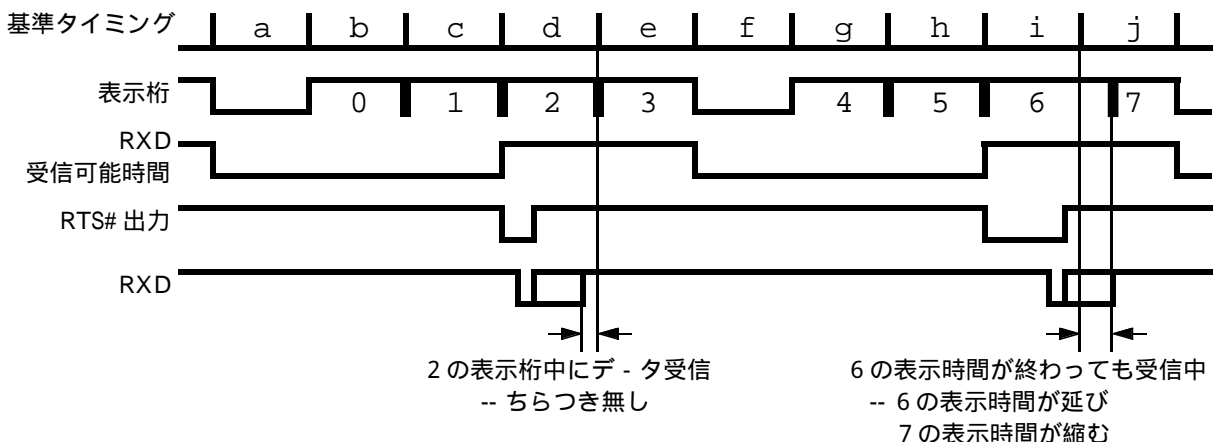 基準タイミング a b c d e f g h i j
表示桁 0 1 2 3 4 5 6 7
RXD
受信可能時間
RTS# 出力
RXD
2の表示桁中にデ-タ受信
-- ちらつき無し
6の表示時間が終わっても受信中
-- 6の表示時間が延び
7の表示時間が縮む